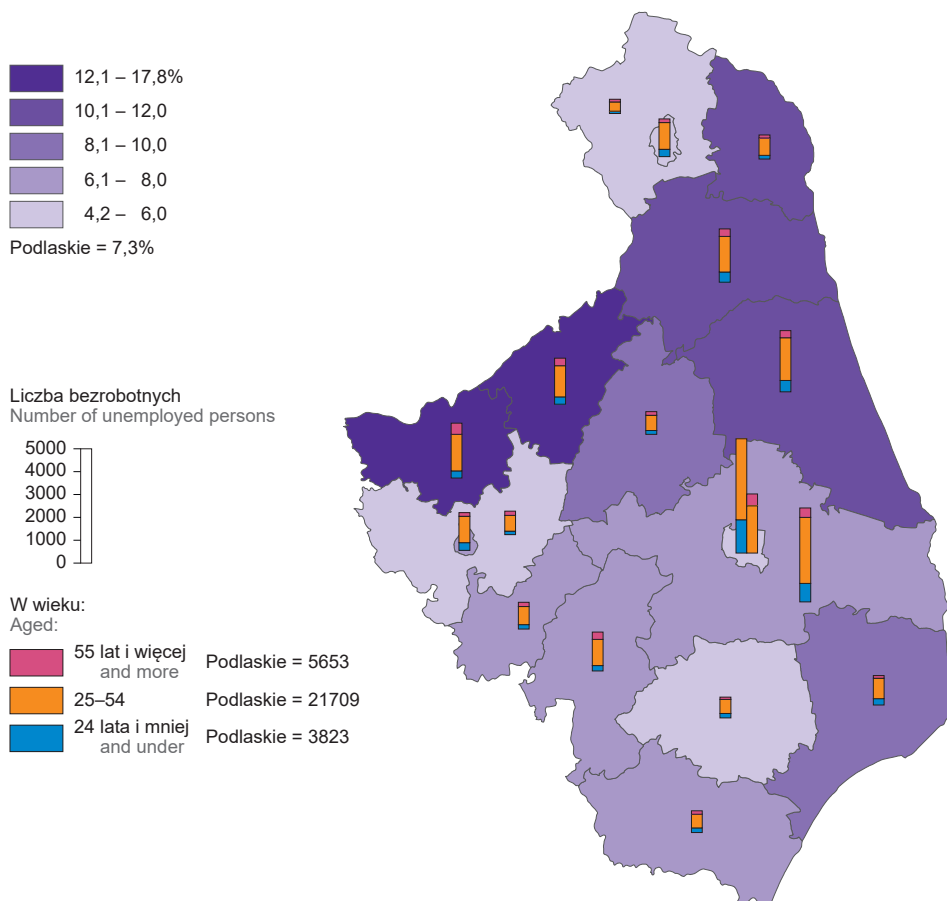 12,1 – 17,8%
10,1 – 12,0
8,1 – 10,0
6,1 – 8,0
4,2 – 6,0
Podlaskie = 7,3%
Liczba bezrobotnych
Number of unemployed persons
5000
4000
3000
2000
1000
0
W wieku:
Aged:
55 lat i więcej
and more
Podlaskie = 5653
25–54
Podlaskie = 21709
24 lata i mniej
and under
Podlaskie = 3823